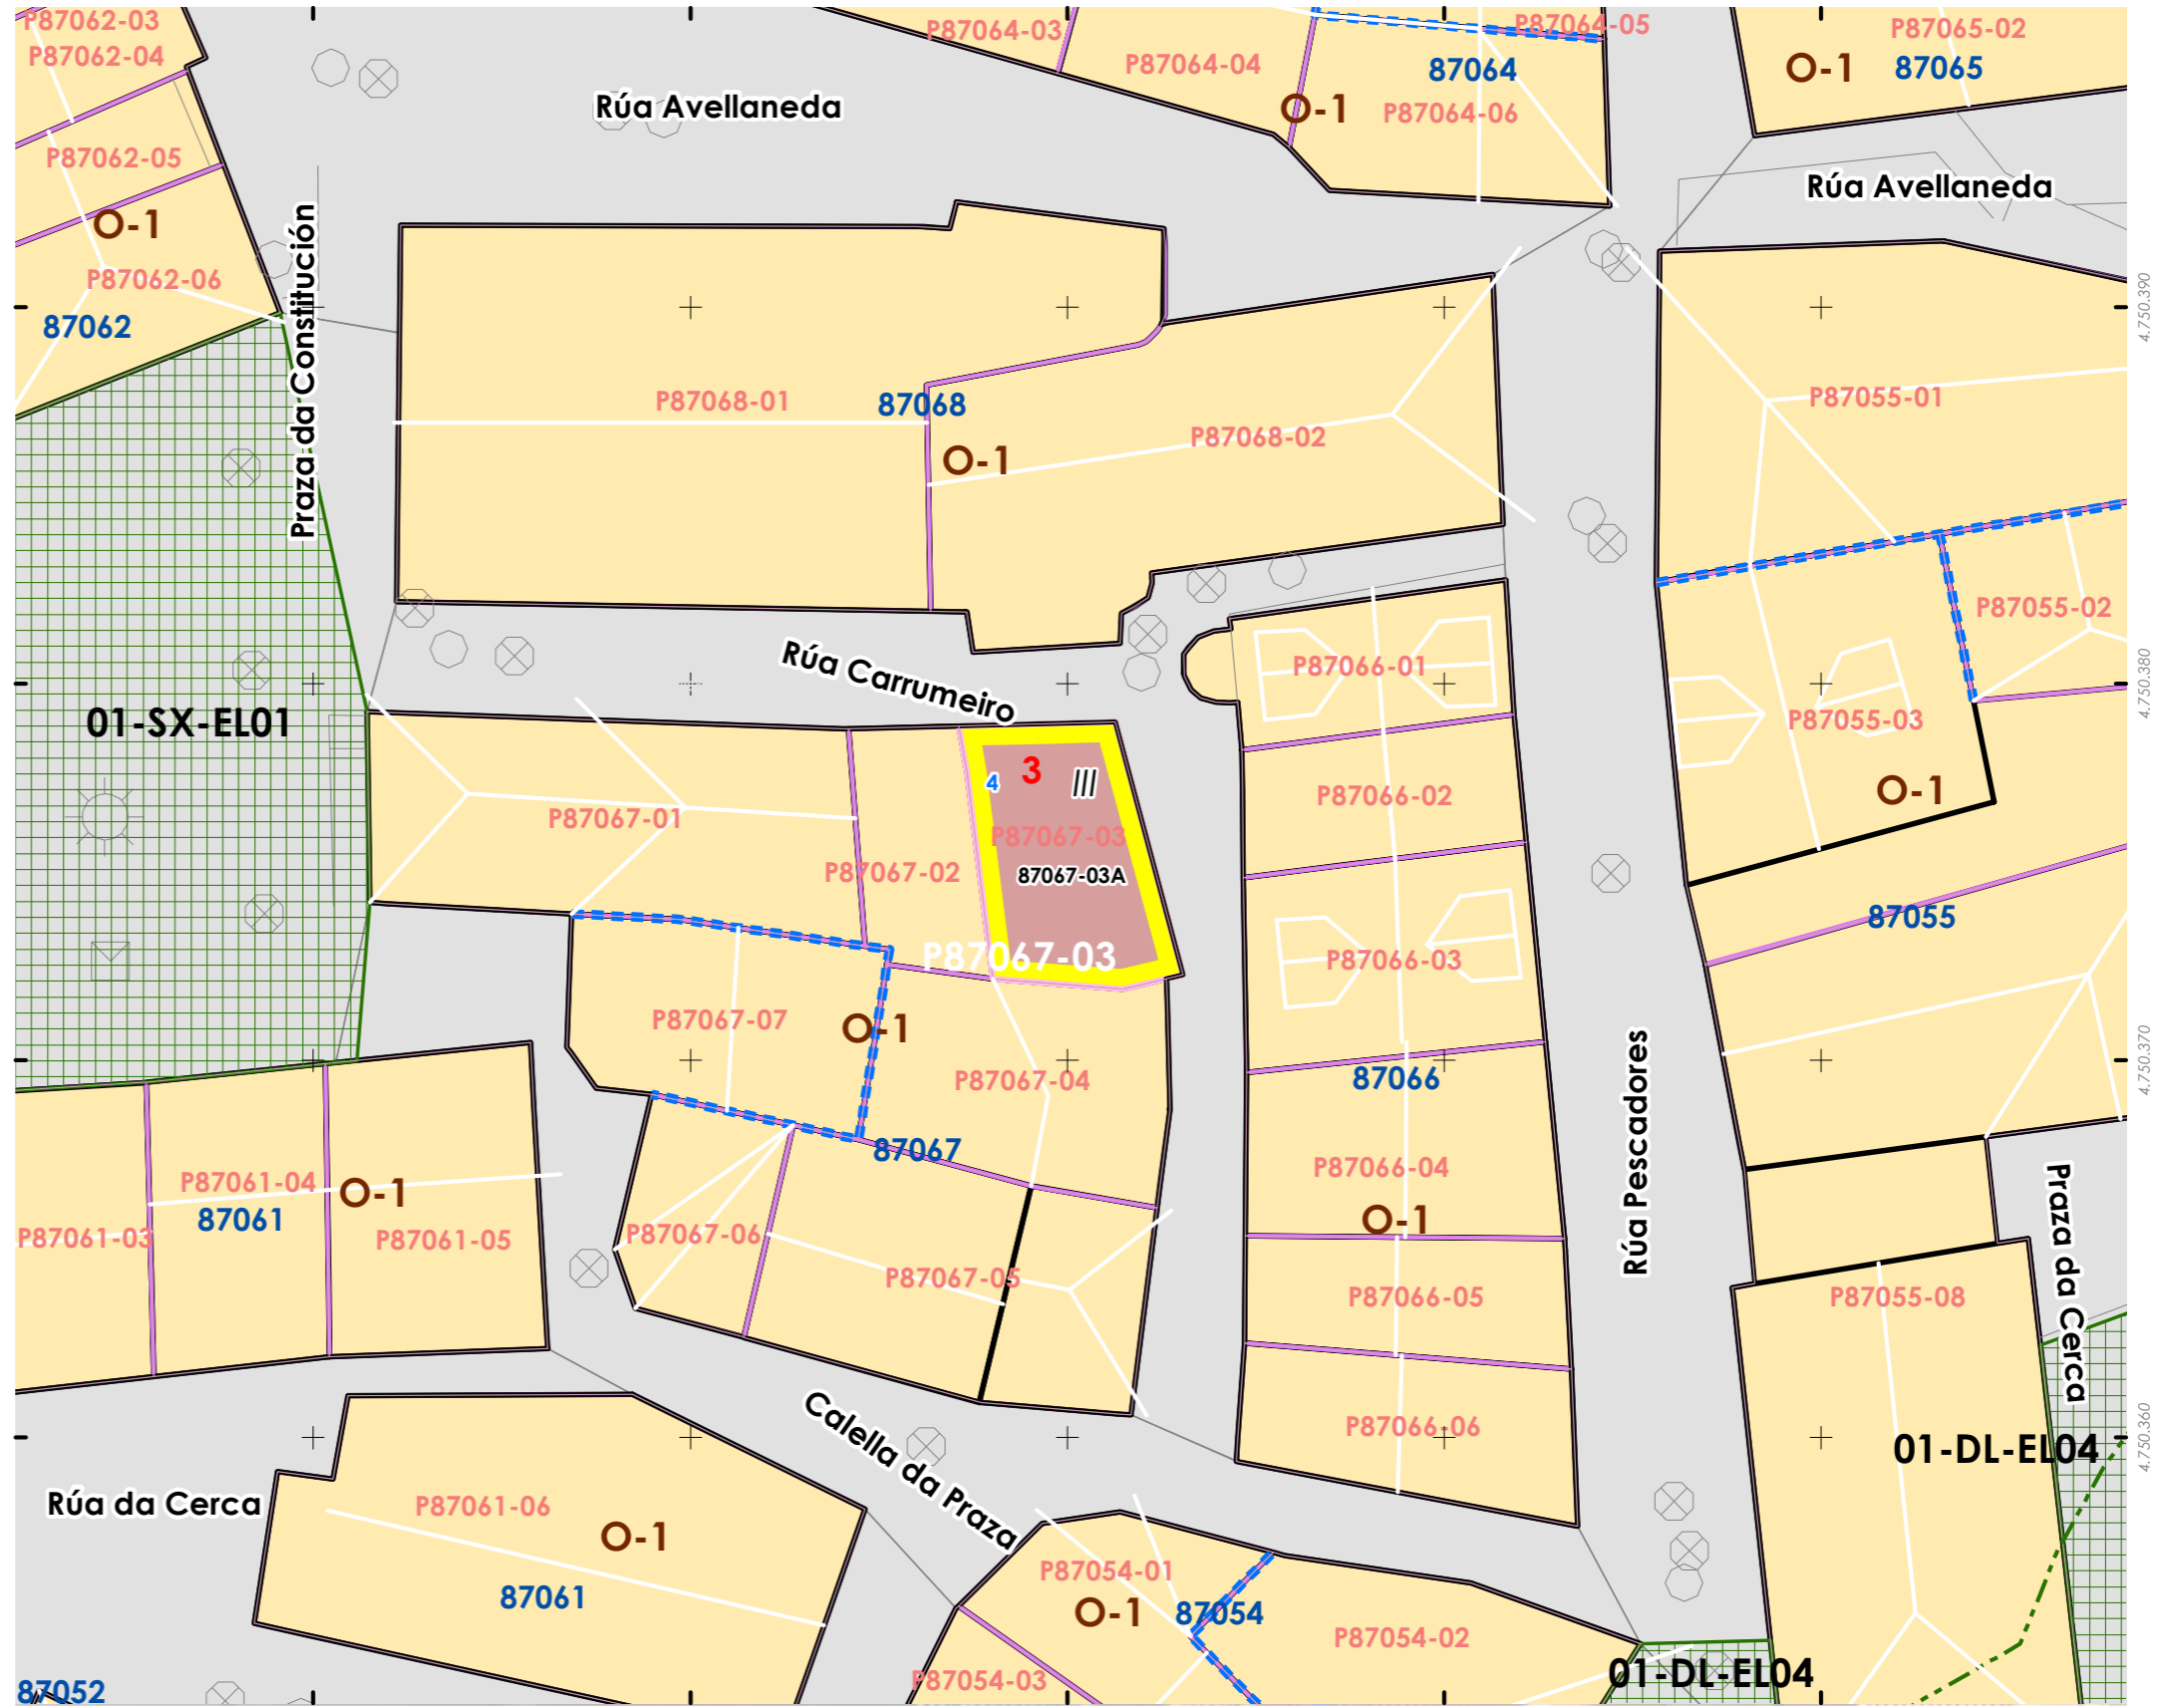 P87062-03
P87064-03
P87064-05
P87065-02
P87062-04
P87064-04
87064
O-1
87065
Rúa Avellaneda
O-1
P87064-06
P87062-05
Rúa Avellaneda
O-1
Praza da Constitución
P87062-06
87062
4.750.390
P87068-01
87068
P87055-01
O-1
P87068-02
P87055-02
Rúa Carrumeiro
P87066-01
4.750.380
01-SX-EL01
P87055-03
3
4
III
O-1
P87066-02
P87067-01
P87067-03
P87067-02
87067-03A
87055
P87067-03
P87066-03
P87067-07
O-1
P87067-04
87066
4.750.370
87067
P87066-04
Rúa Pescadores
P87061-04
O-1
87061
O-1
P87061-03
P87061-05
P87067-06
P87067-05
P87066-05
P87055-08
Praza da Cerca
P87066-06
Calella da Praza
01-DL-EL04
4.750.360
Rúa da Cerca
P87061-06
O-1
87061
P87054-01
O-1
87054
P87054-02
P87054-03
01-DL-EL04
87052